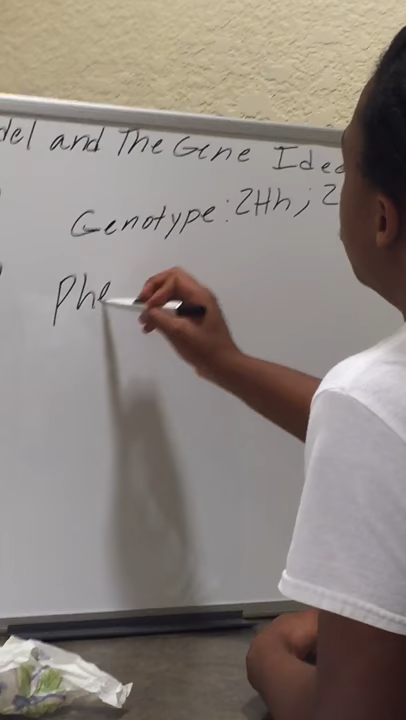 del and The Gene Idea
Genotype: 2Hh; 2
Phe